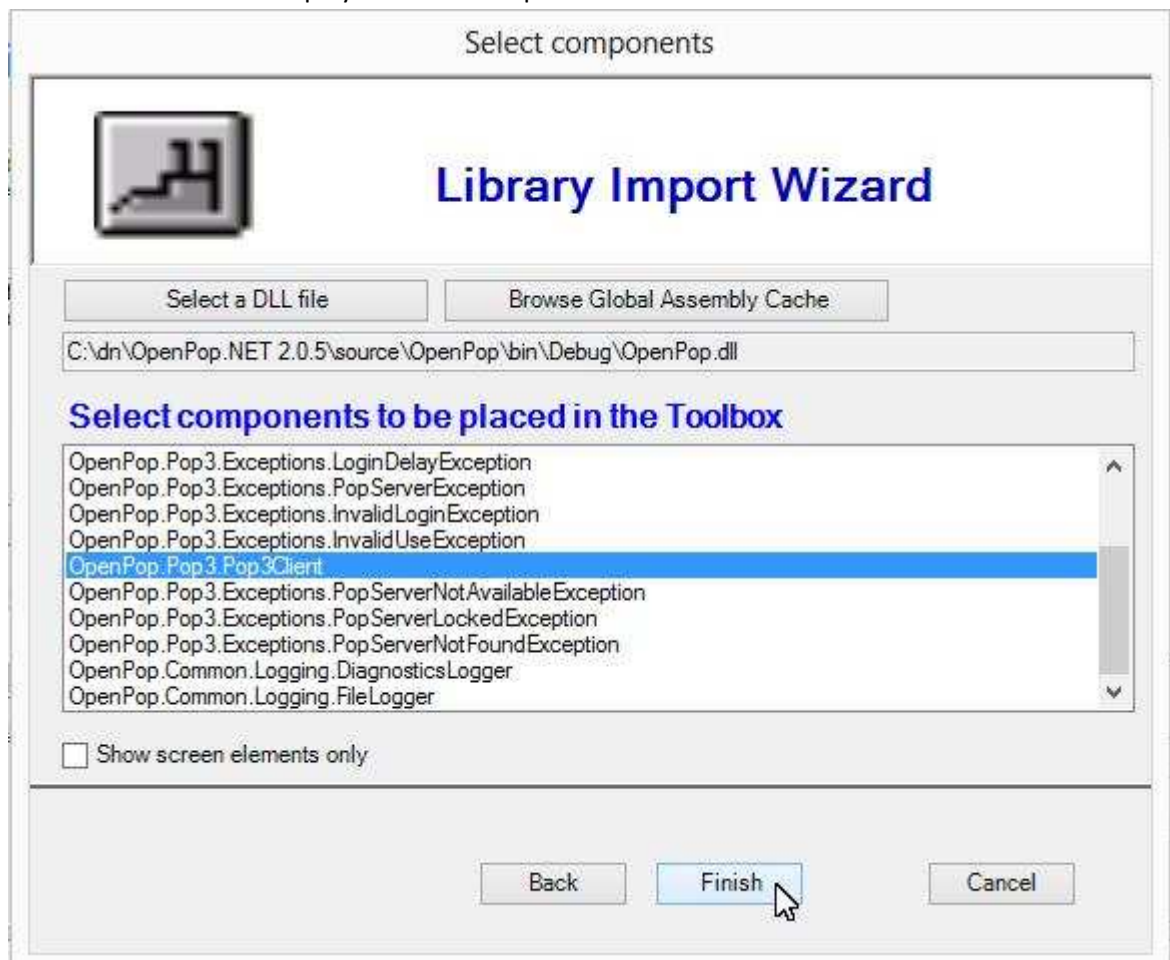 Select components
Library Import Wizard
Select a DLL file
Browse Global Assembly Cache
C:\dn\OpenPop.NET 2.0.5\source\OpenPop\bin\Debug\OpenPop.dll
Select components to be placed in the Toolbox
OpenPop.Pop3.Exceptions.LoginDelayException
OpenPop.Pop3.Exceptions.PopServerException
OpenPop.Pop3.Exceptions.InvalidLoginException
OpenPop.Pop3.Exceptions.InvalidUseException
OpenPop.Pop3.Pop3Client
OpenPop.Pop3.Exceptions.PopServerNotAvailableException
OpenPop.Pop3.Exceptions.PopServerLockedException
OpenPop.Pop3.Exceptions.PopServerNotFoundException
OpenPop.Common.Logging.DiagnosticsLogger
OpenPop.Common.Logging.FileLogger
Show screen elements only
Back
Finish
Cancel